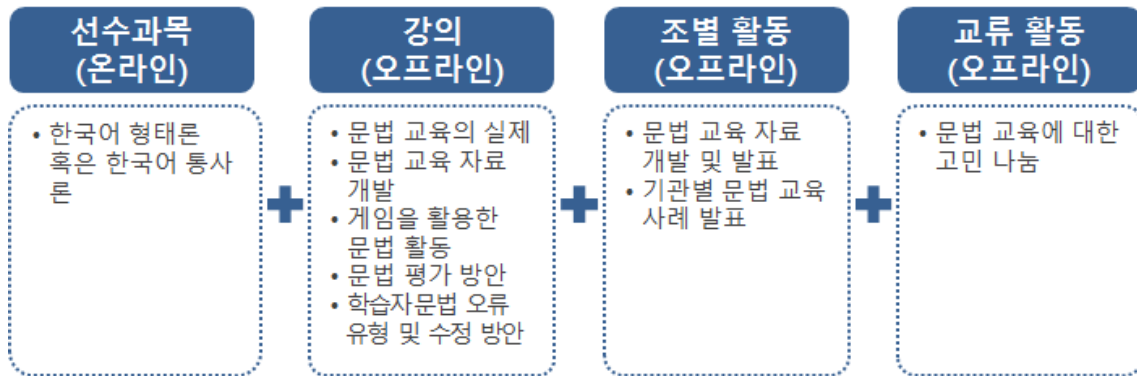 선수과목
(온라인)
• 한국어 형태론
혹은 한국어 통사
론
강의
(오프라인)
• 문법 교육의 실제
• 문법 교육 자료
개발
• 게임을 활용한
문법 활동
• 문법 평가 방안
• 학습자문법 오류
유형 및 수정 방안
조별 활동
(오프라인)
• 문법 교육 자료
개발 및 발표
• 기관별 문법 교육
사례 발표
교류 활동
(오프라인)
• 문법 교육에 대한
고민 나눔